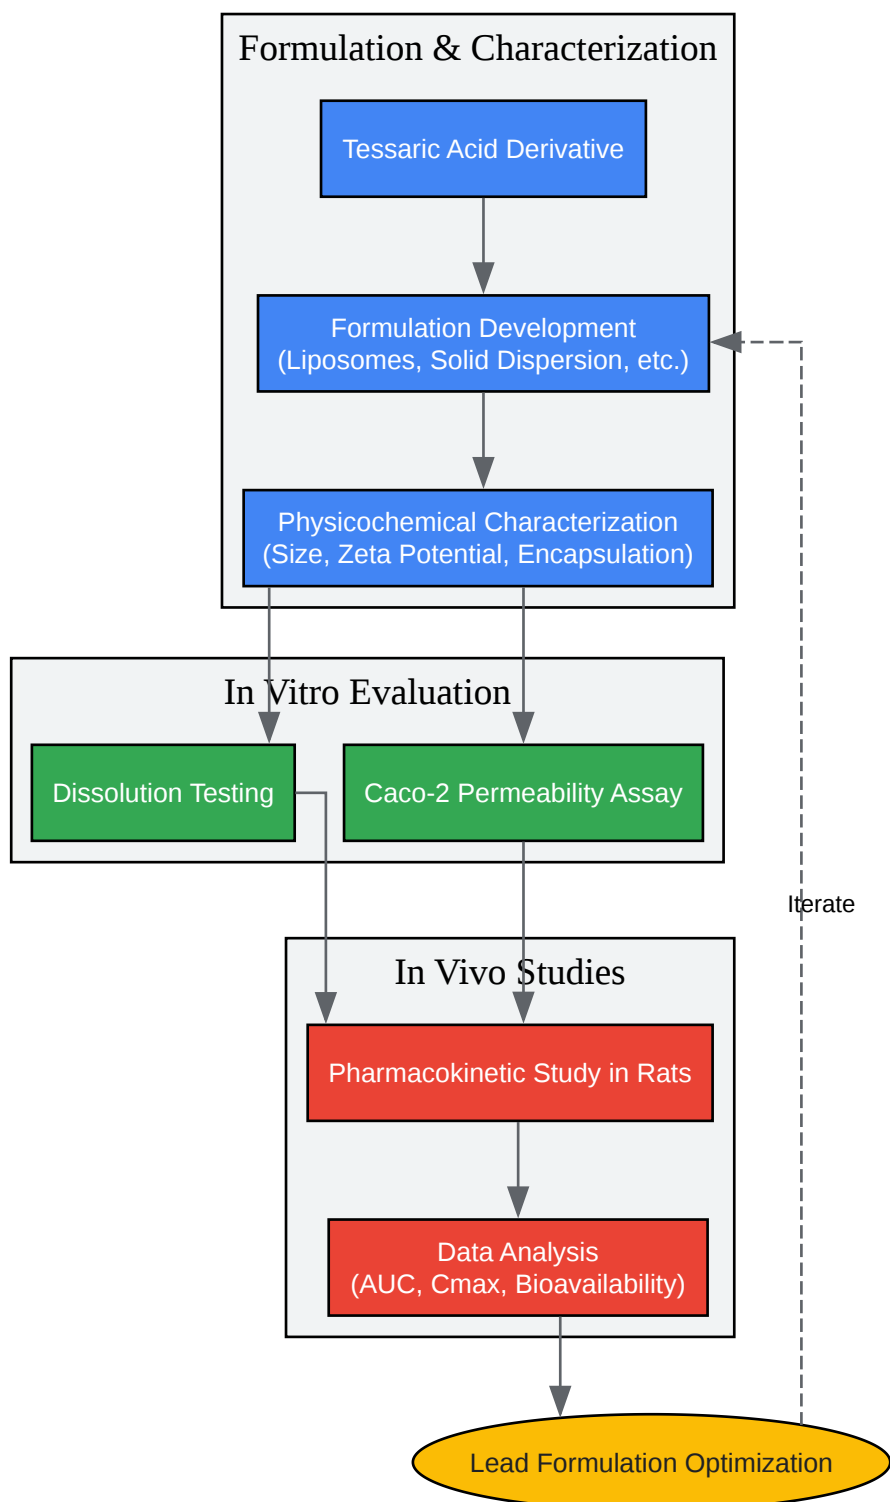 Formulation & Characterization
Tessaric Acid Derivative
Formulation Development
(Liposomes, Solid Dispersion, etc.)
Physicochemical Characterization
(Size, Zeta Potential, Encapsulation)
In Vitro Evaluation
Dissolution Testing
Caco-2 Permeability Assay
Iterate
In Vivo Studies
Pharmacokinetic Study in Rats
Data Analysis
(AUC, Cmax, Bioavailability)
Lead Formulation Optimization